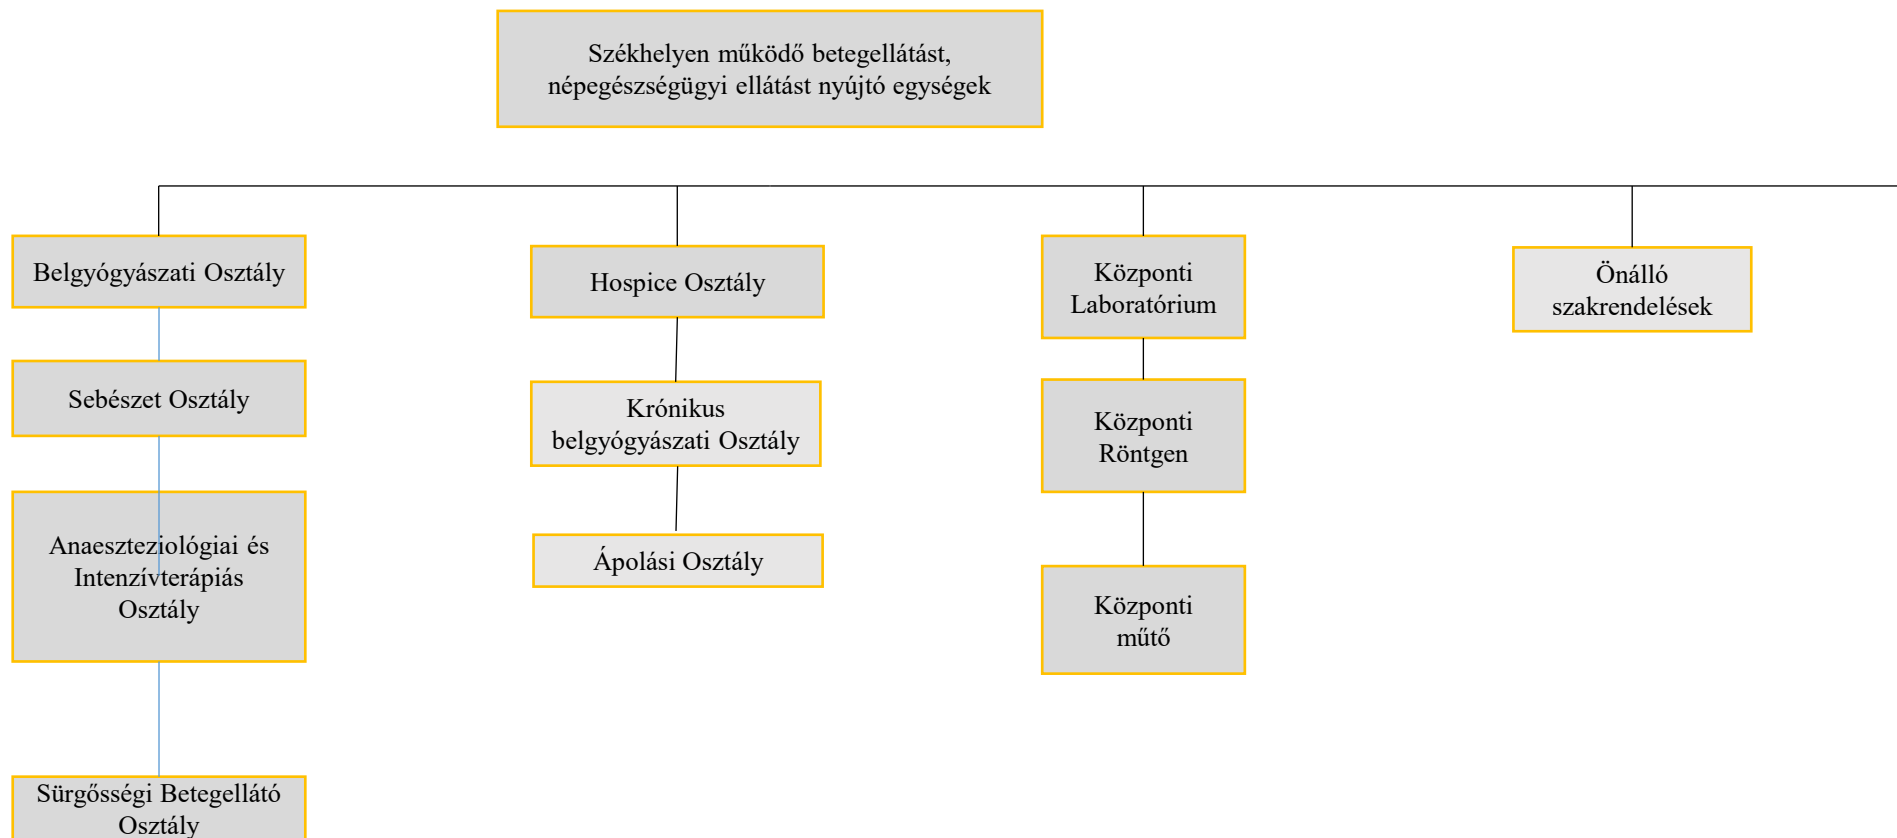 Székhelyen működő betegellátást,
népegészségügyi ellátást nyújtó egységek
Belgyógyászati Osztály
Sebészet Osztály
Anaeszteziológiai és
Intenzívterápiás
Osztály
Sürgősségi Betegellátó
Osztály
Hospice Osztály
Krónikus
belgyógyászati Osztály
Ápolási Osztály
Központi
Laboratórium
Központi
Röntgen
Központi
műtő
Önálló
szakrendelések